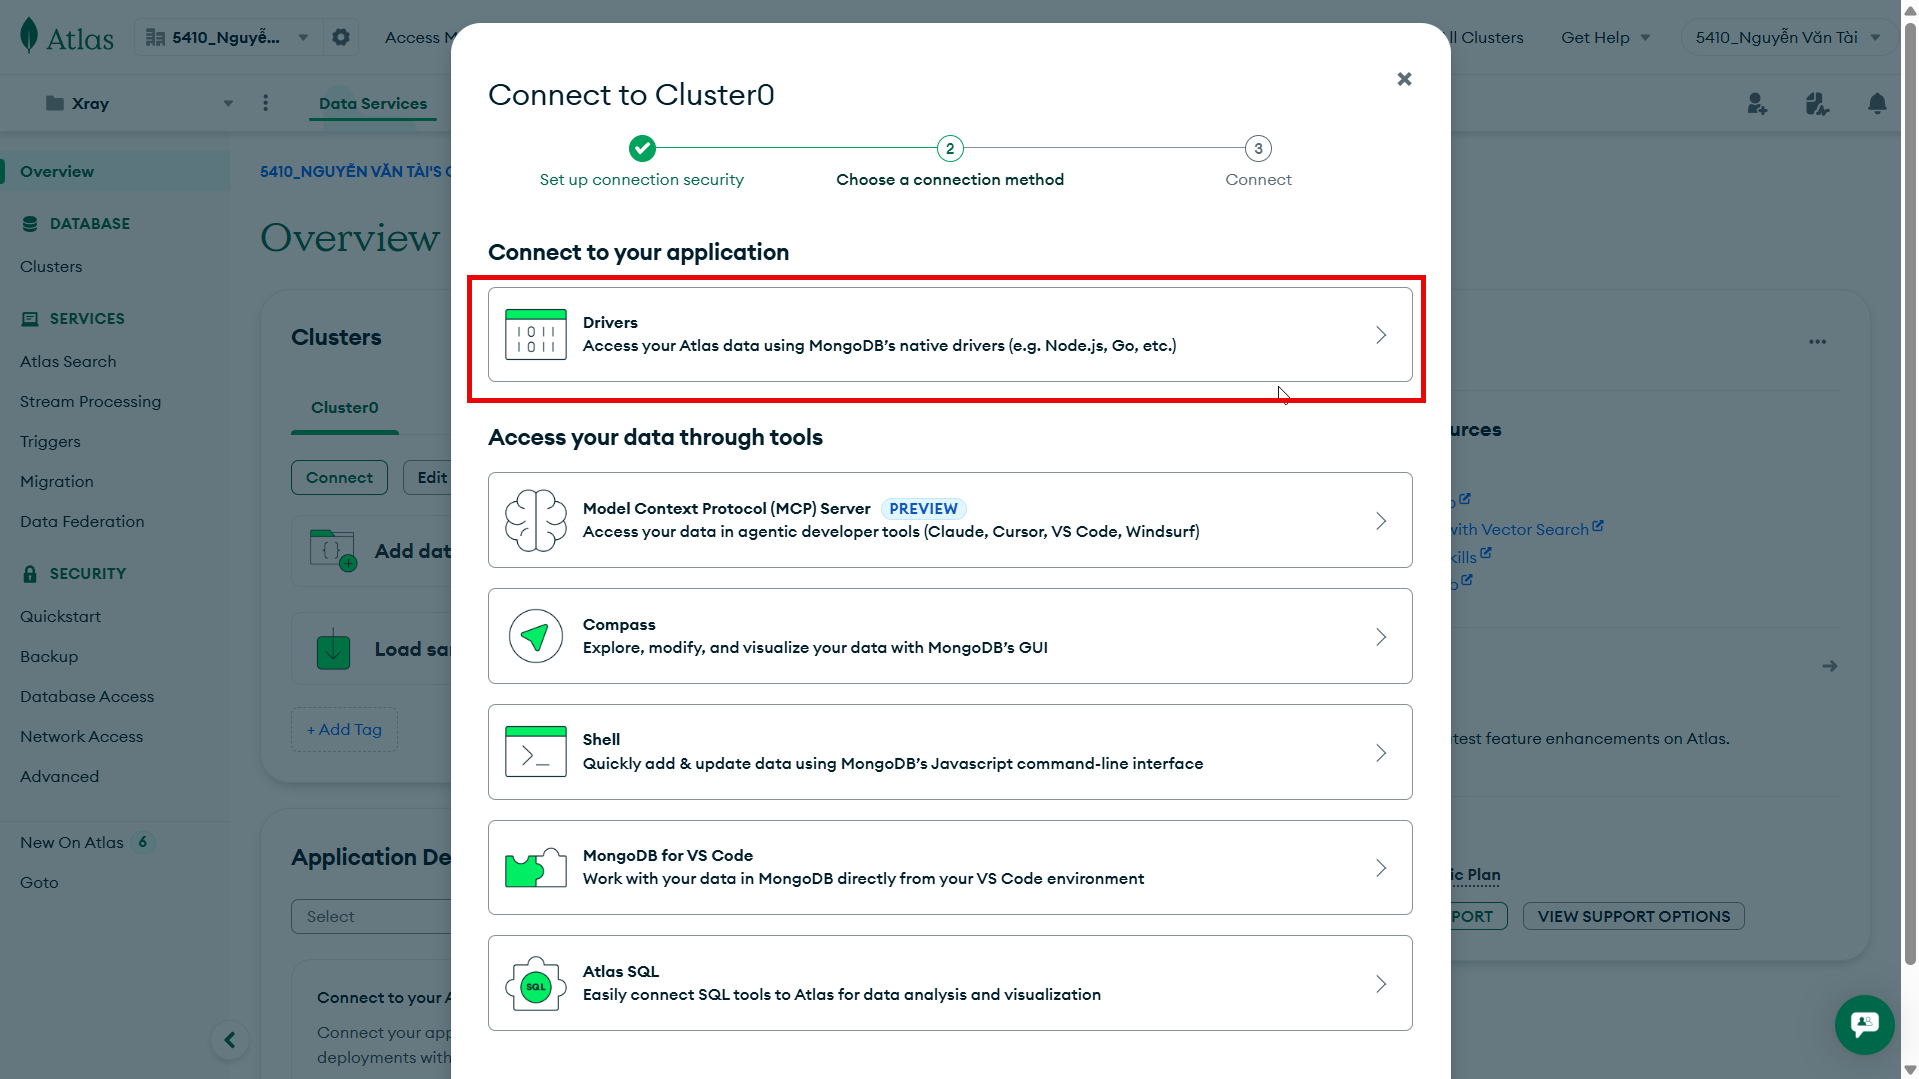 Atlas
5410_Nguyễ...
Access M
ll Clusters
Get Help
5410_Nguyễn Văn Tài
Xray
Data Services
Overview
DATABASE
Clusters
SERVICES
Atlas Search
Stream Processing
Triggers
Migration
Data Federation
SECURITY
Quickstart
Backup
Database Access
Network Access
Advanced
New On Atlas 6
Goto
5410_NGUYỄN VĂN TÀI'S
Overview
Clusters
Cluster0
Connect
Edit
Add dat
Load sa
+ Add Tag
Application De
Select
Connect to your A
Connect your app
deployments with
Connect to Cluster0
2
3
Set up connection security
Choose a connection method
Connect
Connect to your application
Drivers
Access your Atlas data using MongoDB’s native drivers (e.g. Node.js, Go, etc.)
Access your data through tools
Model Context Protocol (MCP) Server PREVIEW
Access your data in agentic developer tools (Claude, Cursor, VS Code, Windsurf)
Compass
Explore, modify, and visualize your data with MongoDB’s GUI
Shell
Quickly add & update data using MongoDB’s Javascript command-line interface
MongoDB for VS Code
Work with your data in MongoDB directly from your VS Code environment
SQL
Atlas SQL
Easily connect SQL tools to Atlas for data analysis and visualization
urces
with Vector Search
kills
test feature enhancements on Atlas.
ic Plan
PORT
VIEW SUPPORT OPTIONS